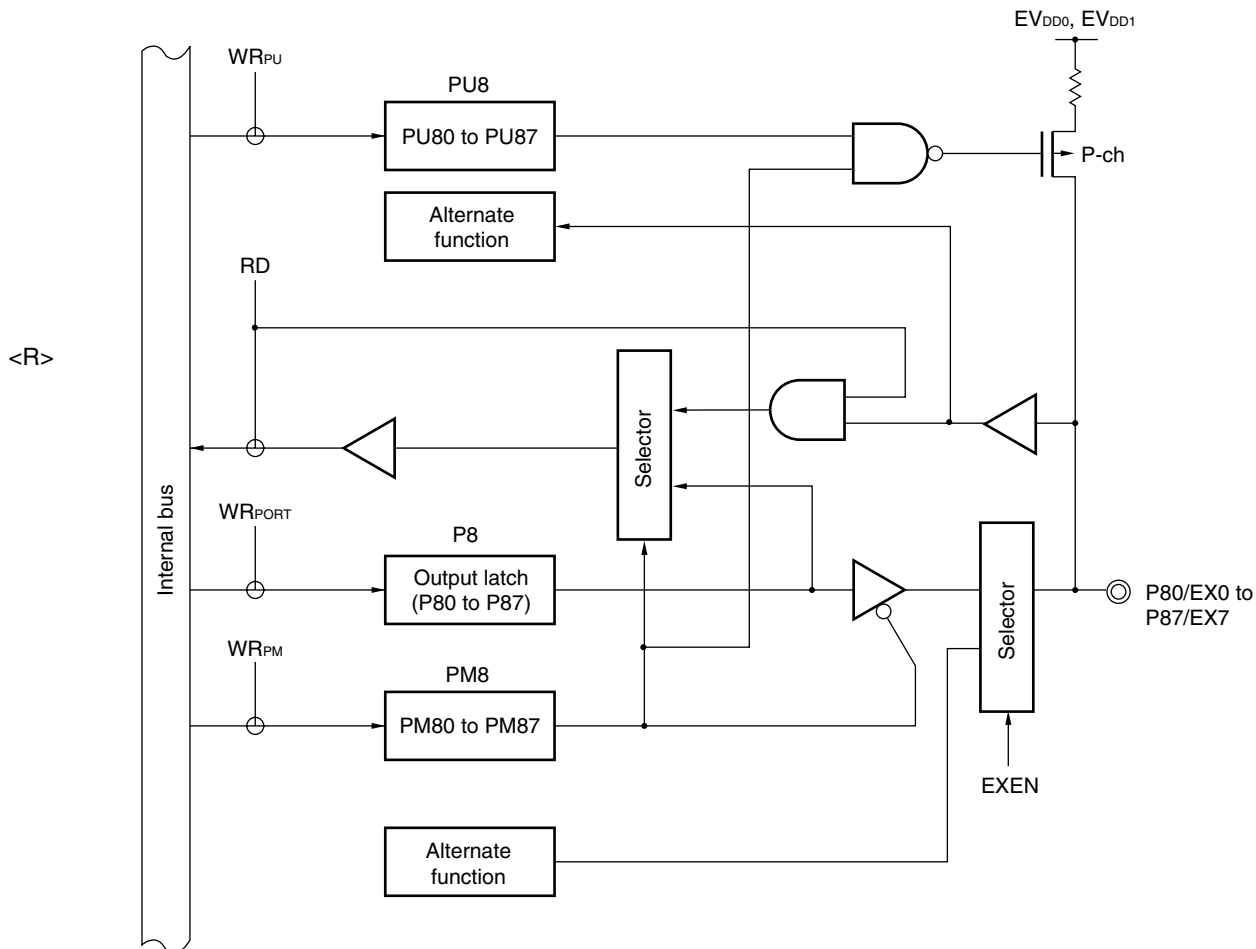 EVDD0, EVDD1
WRPU
PU8
PU80 to PU87
P-ch
Alternate
function
RD
<R>
Selector
Internal bus
WRPORT
P8
Output latch
(P80 to P87)
Selector
P80/EX0 to
P87/EX7
WRPM
PM8
PM80 to PM87
EXEN
Alternate
function